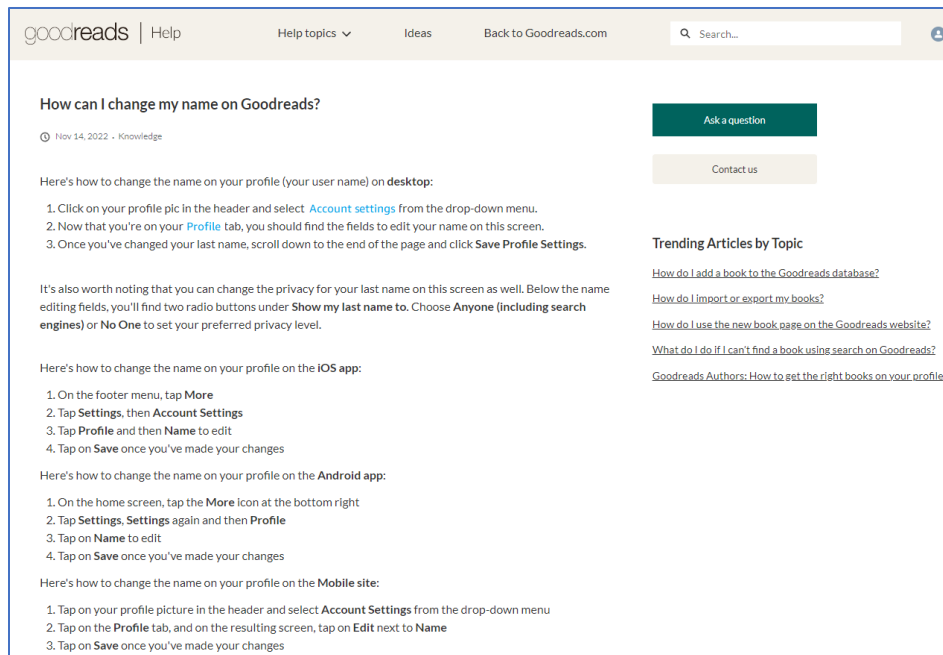 goodreads | Help
Help topics
Ideas
Back to Goodreads.com
Search...
How can I change my name on Goodreads?
Nov 14, 2022 • Knowledge
Here's how to change the name on your profile (your user name) on desktop:
1. Click on your profile pic in the header and select Account settings from the drop-down menu.
2. Now that you're on your Profile tab, you should find the fields to edit your name on this screen.
3. Once you've changed your last name, scroll down to the end of the page and click Save Profile Settings.
It's also worth noting that you can change the privacy for your last name on this screen as well. Below the name
editing fields, you'll find two radio buttons under Show my last name to. Choose Anyone (including search
engines) or No One to set your preferred privacy level.
Here's how to change the name on your profile on the iOS app:
1. On the footer menu, tap More
2. Tap Settings, then Account Settings
3. Tap Profile and then Name to edit
4. Tap on Save once you've made your changes
Here's how to change the name on your profile on the Android app:
1. On the home screen, tap the More icon at the bottom right
2. Tap Settings, Settings again and then Profile
3. Tap on Name to edit
4. Tap on Save once you've made your changes
Here's how to change the name on your profile on the Mobile site:
1. Tap on your profile picture in the header and select Account Settings from the drop-down menu
2. Tap on the Profile tab, and on the resulting screen, tap on Edit next to Name
3. Tap on Save once you've made your changes
Ask a question
Contact us
Trending Articles by Topic
How do I add a book to the Goodreads database?
How do I import or export my books?
How do I use the new book page on the Goodreads website?
What do I do if I can't find a book using search on Goodreads?
Goodreads Authors: How to get the right books on your profile